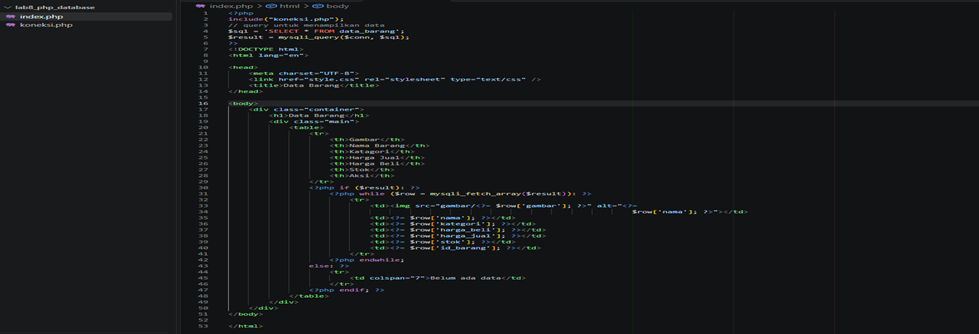 lab8_php_database
index.php
koneksi.php
index.php > html > body
1 <?php
2 include("koneksi.php");
3 // query untuk menampilkan data
4 $sql = 'SELECT * FROM data_barang';
5 $result = mysqli_query($conn, $sql);
6 ?>
7 <!DOCTYPE html>
8 <html lang="en">
9
10 <head>
11 <meta charset="UTF-8">
12 <link href="style.css" rel="stylesheet" type="text/css" />
13 <title>Data Barang</title>
14 </head>
15
16 <body>
17 <div class="container">
18 <h1>Data Barang</h1>
19 <div class="main">
20 <table>
21 <tr>
22 <th>Gambar</th>
23 <th>Nama Barang</th>
24 <th>Katagori</th>
25 <th>Harga Jual</th>
26 <th>Harga Beli</th>
27 <th>Stok</th>
28 <th>Aksi</th>
29 </tr>
30 <?php if ($result): ?>
31 <?php while ($row = mysqli_fetch_array($result)): ?>
32 <tr>
33 <td><img src="gambar/<?= $row['gambar']; ?>" alt="<?=
34 $row['nama']; ?>"></td>
35 <td><?= $row['nama']; ?></td>
36 <td><?= $row['kategori']; ?></td>
37 <td><?= $row['harga_beli']; ?></td>
38 <td><?= $row['harga_jual']; ?></td>
39 <td><?= $row['stok']; ?></td>
40 <td><?= $row['id_barang']; ?></td>
41 </tr>
42 <?php endwhile;
43 else: ?>
44 <tr>
45 <td colspan="7">Belum ada data</td>
46 </tr>
47 <?php endif; ?>
48 </table>
49 </div>
50 </div>
51 </body>
52
53 </html>